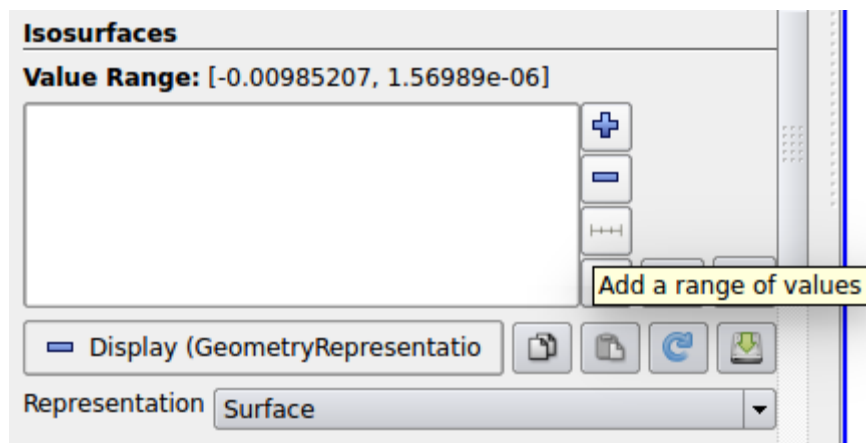 Isosurfaces
Value Range: [-0.00985207, 1.56989e-06]
Add a range of values
Display (GeometryRepresentatio
Representation
Surface